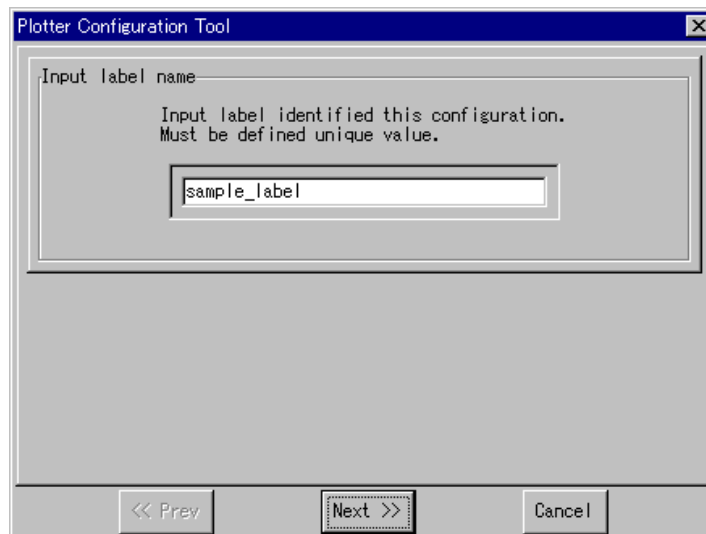 Plotter Configuration Tool
Input label name
Input label identified this configuration.
Must be defined unique value.
sample_label
<< Prev
Next >>
Cancel